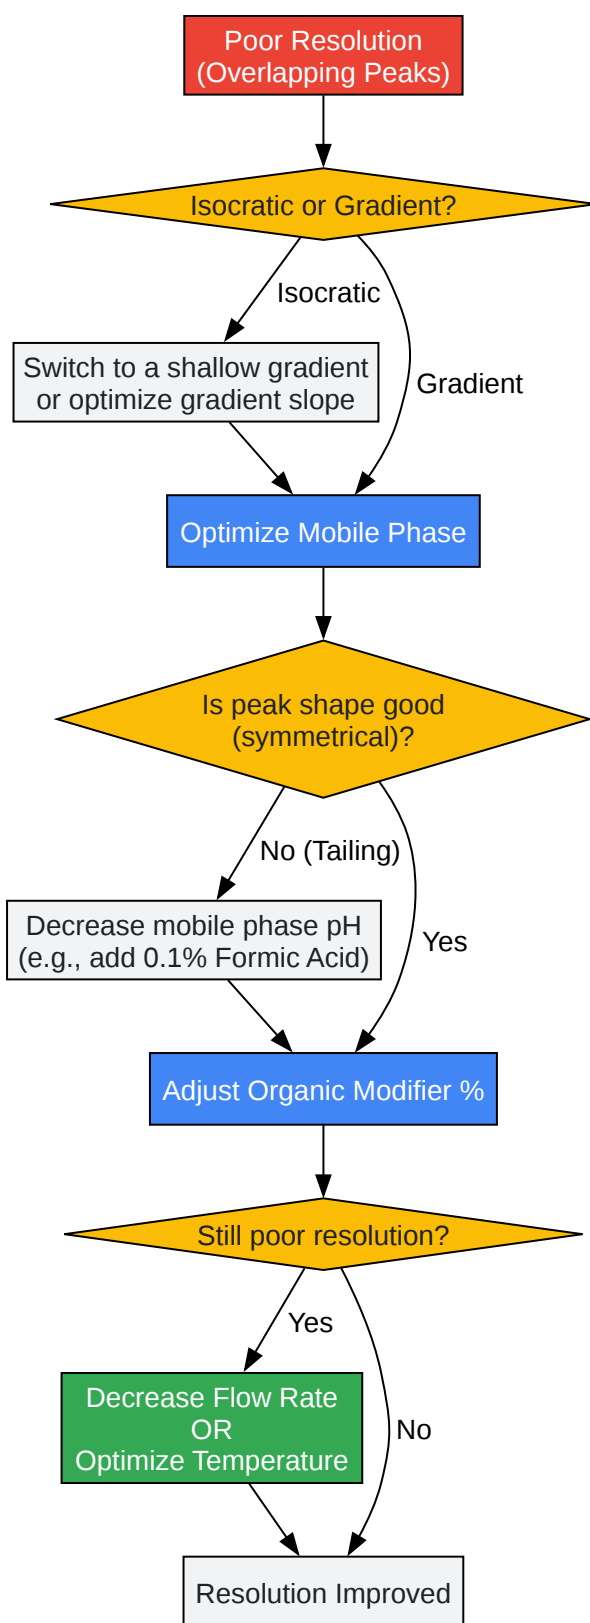 Poor Resolution
(Overlapping Peaks)
Isocratic or Gradient?
Isocratic
Switch to a shallow gradient
or optimize gradient slope
Gradient
Optimize Mobile Phase
Is peak shape good
(symmetrical)?
No (Tailing)
Decrease mobile phase pH
(e.g., add 0.1% Formic Acid)
Yes
Adjust Organic Modifier %
Still poor resolution?
Yes
Decrease Flow Rate
OR
Optimize Temperature
No
Resolution Improved